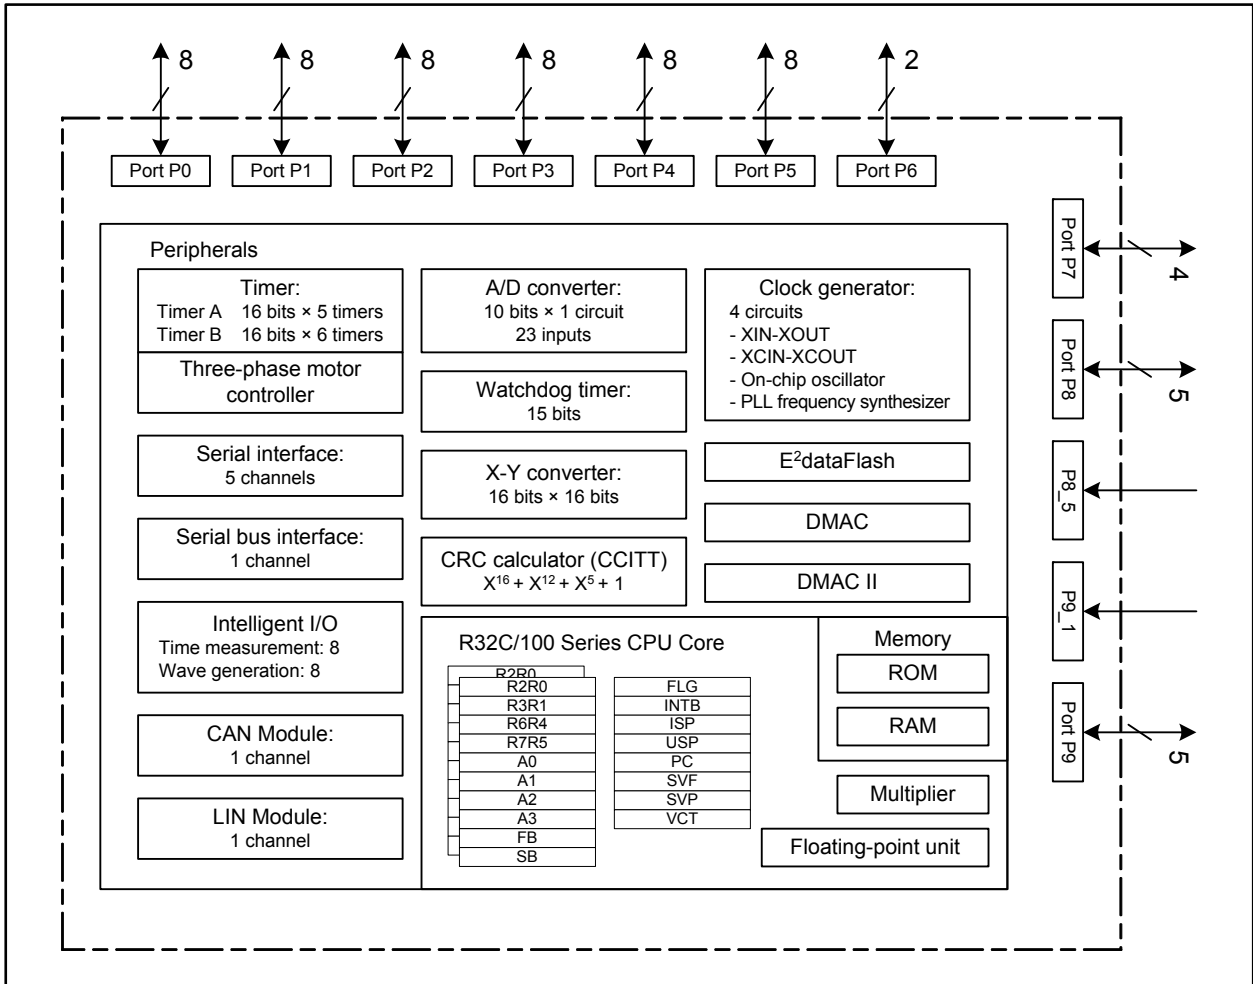 8
8
8
8
8
8
2
Port P0
Port P1
Port P2
Port P3
Port P4
Port P5
Port P6
Port P7
4
Port P8
5
P8_5
P9_1
Port P9
5
Peripherals
Timer:
Timer A 16 bits × 5 timers
Timer B 16 bits × 6 timers
Three-phase motor
controller
Serial interface:
5 channels
Serial bus interface:
1 channel
Intelligent I/O
Time measurement: 8
Wave generation: 8
CAN Module:
1 channel
LIN Module:
1 channel
A/D converter:
10 bits × 1 circuit
23 inputs
Watchdog timer:
15 bits
X-Y converter:
16 bits × 16 bits
CRC calculator (CCITT)
X¹⁶ + X¹² + X⁵ + 1
Clock generator:
4 circuits
- XIN-XOUT
- XCIN-XCOUT
- On-chip oscillator
- PLL frequency synthesizer
E²dataFlash
DMAC
DMAC II
R32C/100 Series CPU Core
R2R0
R2R0
R3R1
R6R4
R7R5
A0
A1
A2
A3
FB
SB
FLG
INTB
ISP
USP
PC
SVF
SVP
VCT
Memory
ROM
RAM
Multiplier
Floating-point unit